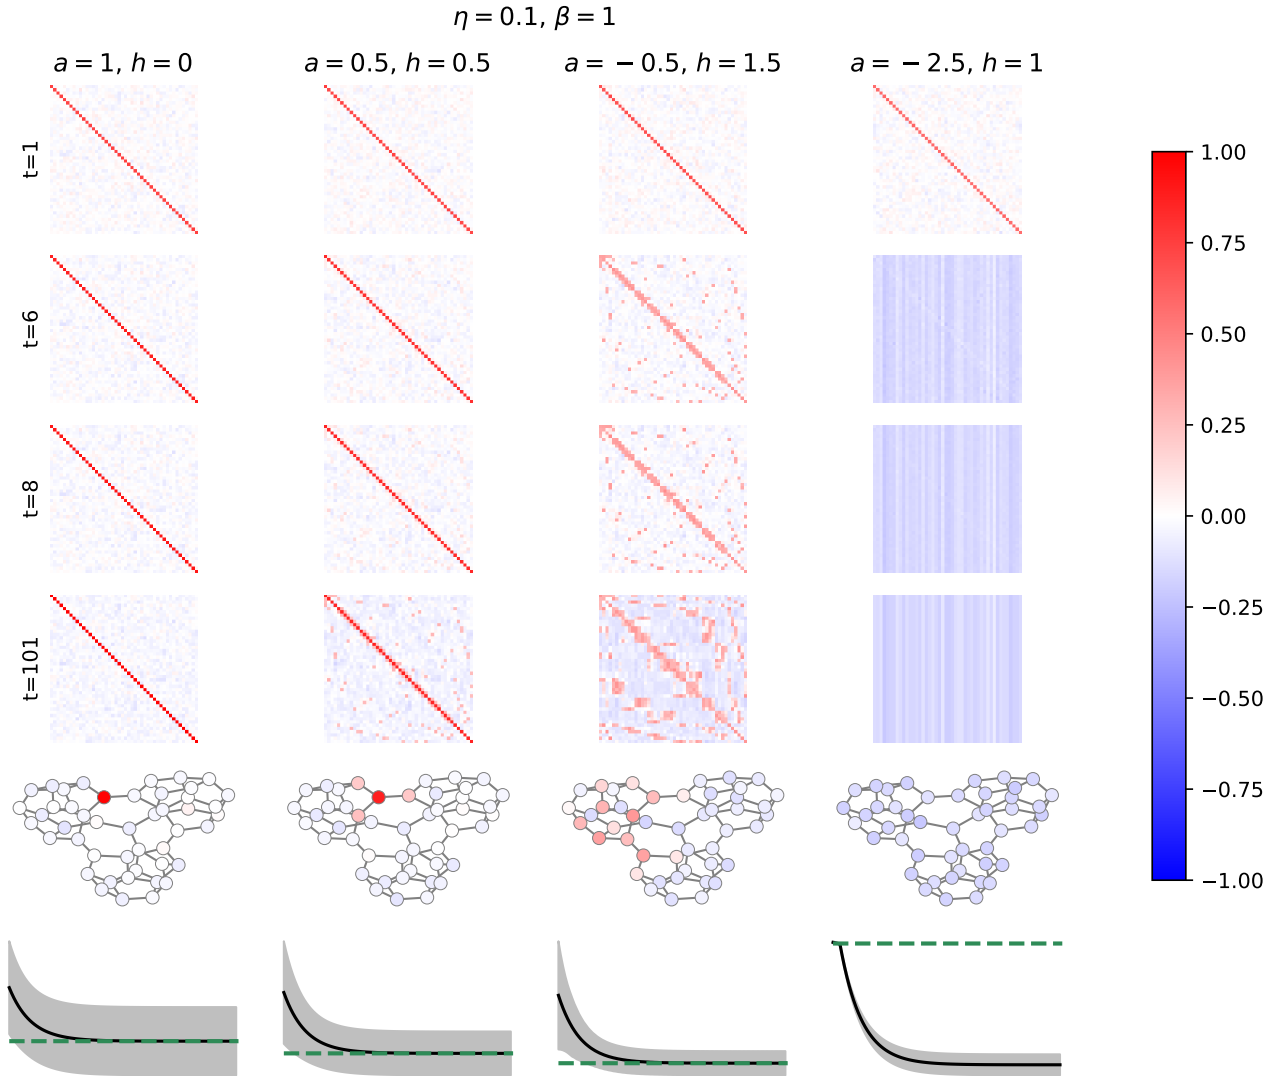 η = 0.1, β = 1
a = 1, h = 0
a = 0.5, h = 0.5
a = −0.5, h = 1.5
a = −2.5, h = 1
t=1
t=6
t=8
t=101
1.00
0.75
0.50
0.25
0.00
−0.25
−0.50
−0.75
−1.00